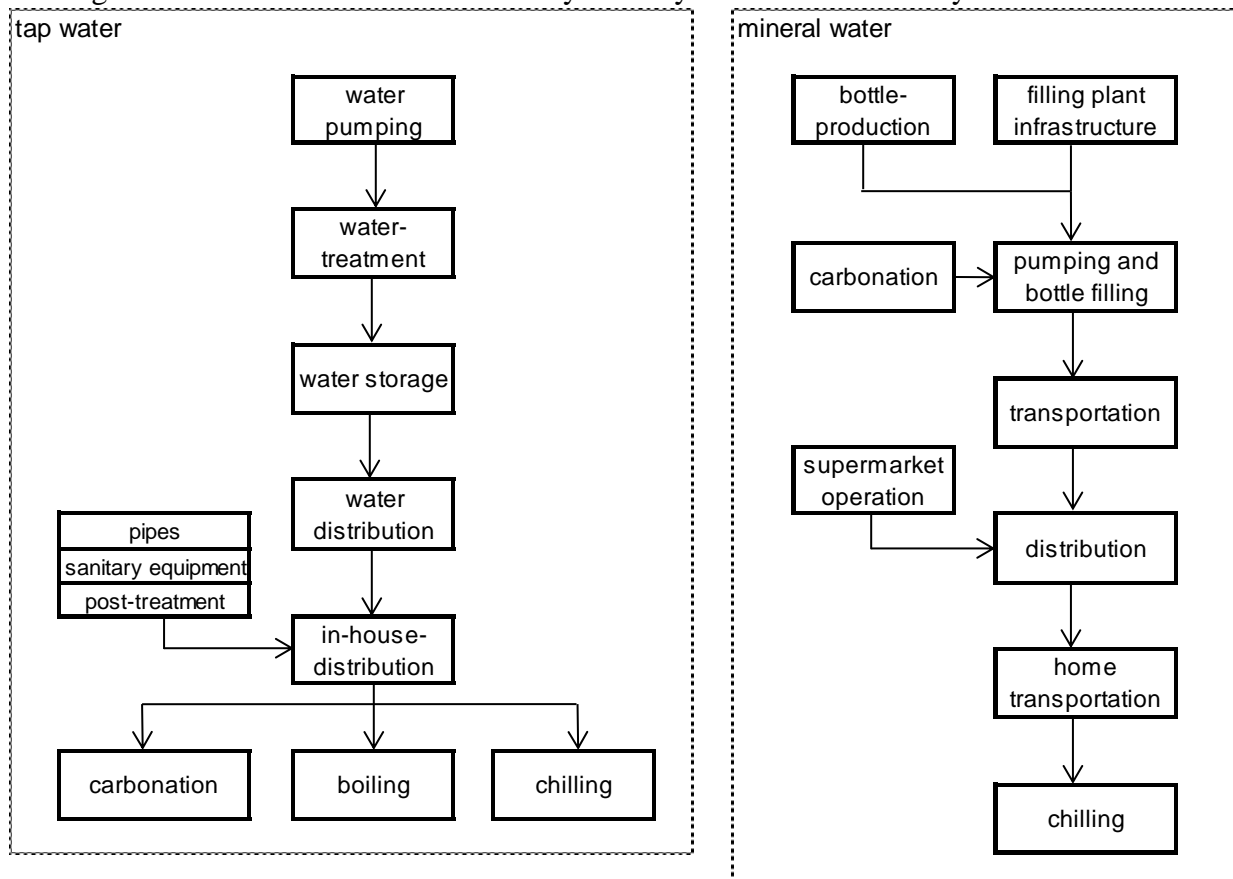 tap water
water
pumping
water-
treatment
water storage
water
distribution
pipes
sanitary equipment
post-treatment
in-house-
distribution
carbonation
boiling
chilling
mineral water
bottle-
production
filling plant
infrastructure
carbonation
pumping and
bottle filling
transportation
supermarket
operation
distribution
home
transportation
chilling